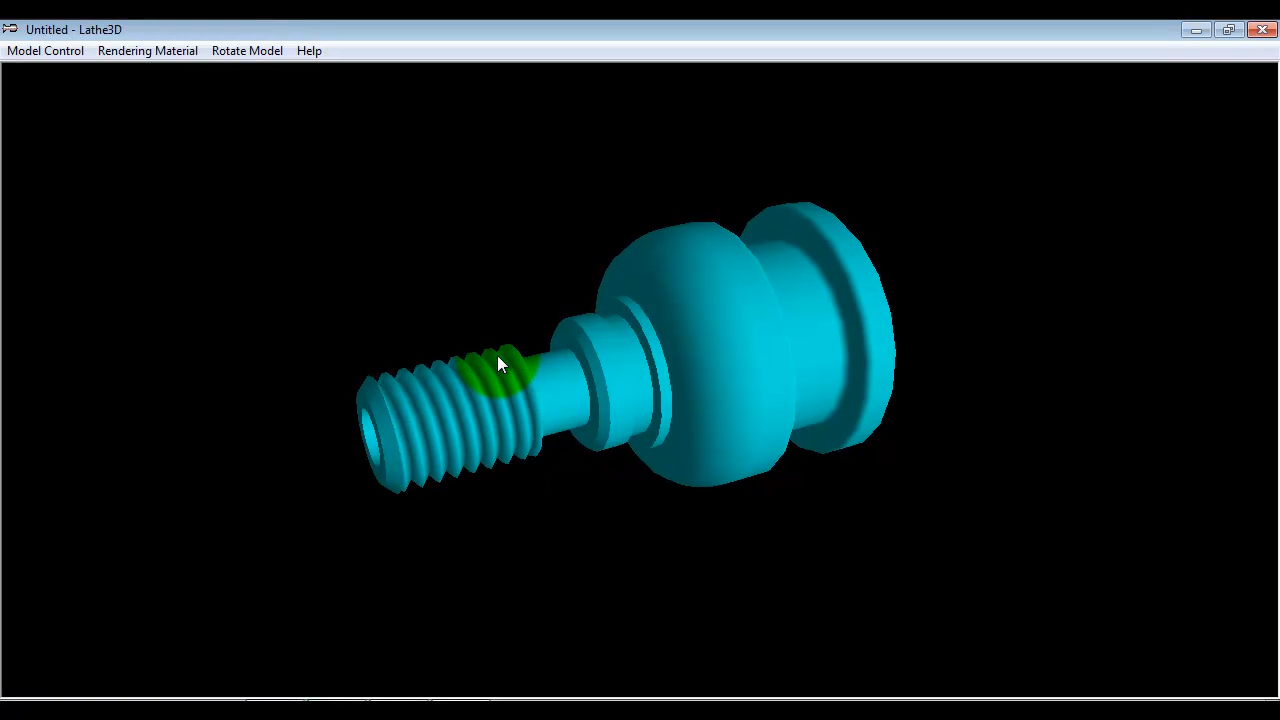 Untitled - Lathe3D
Model Control Rendering Material Rotate Model Help